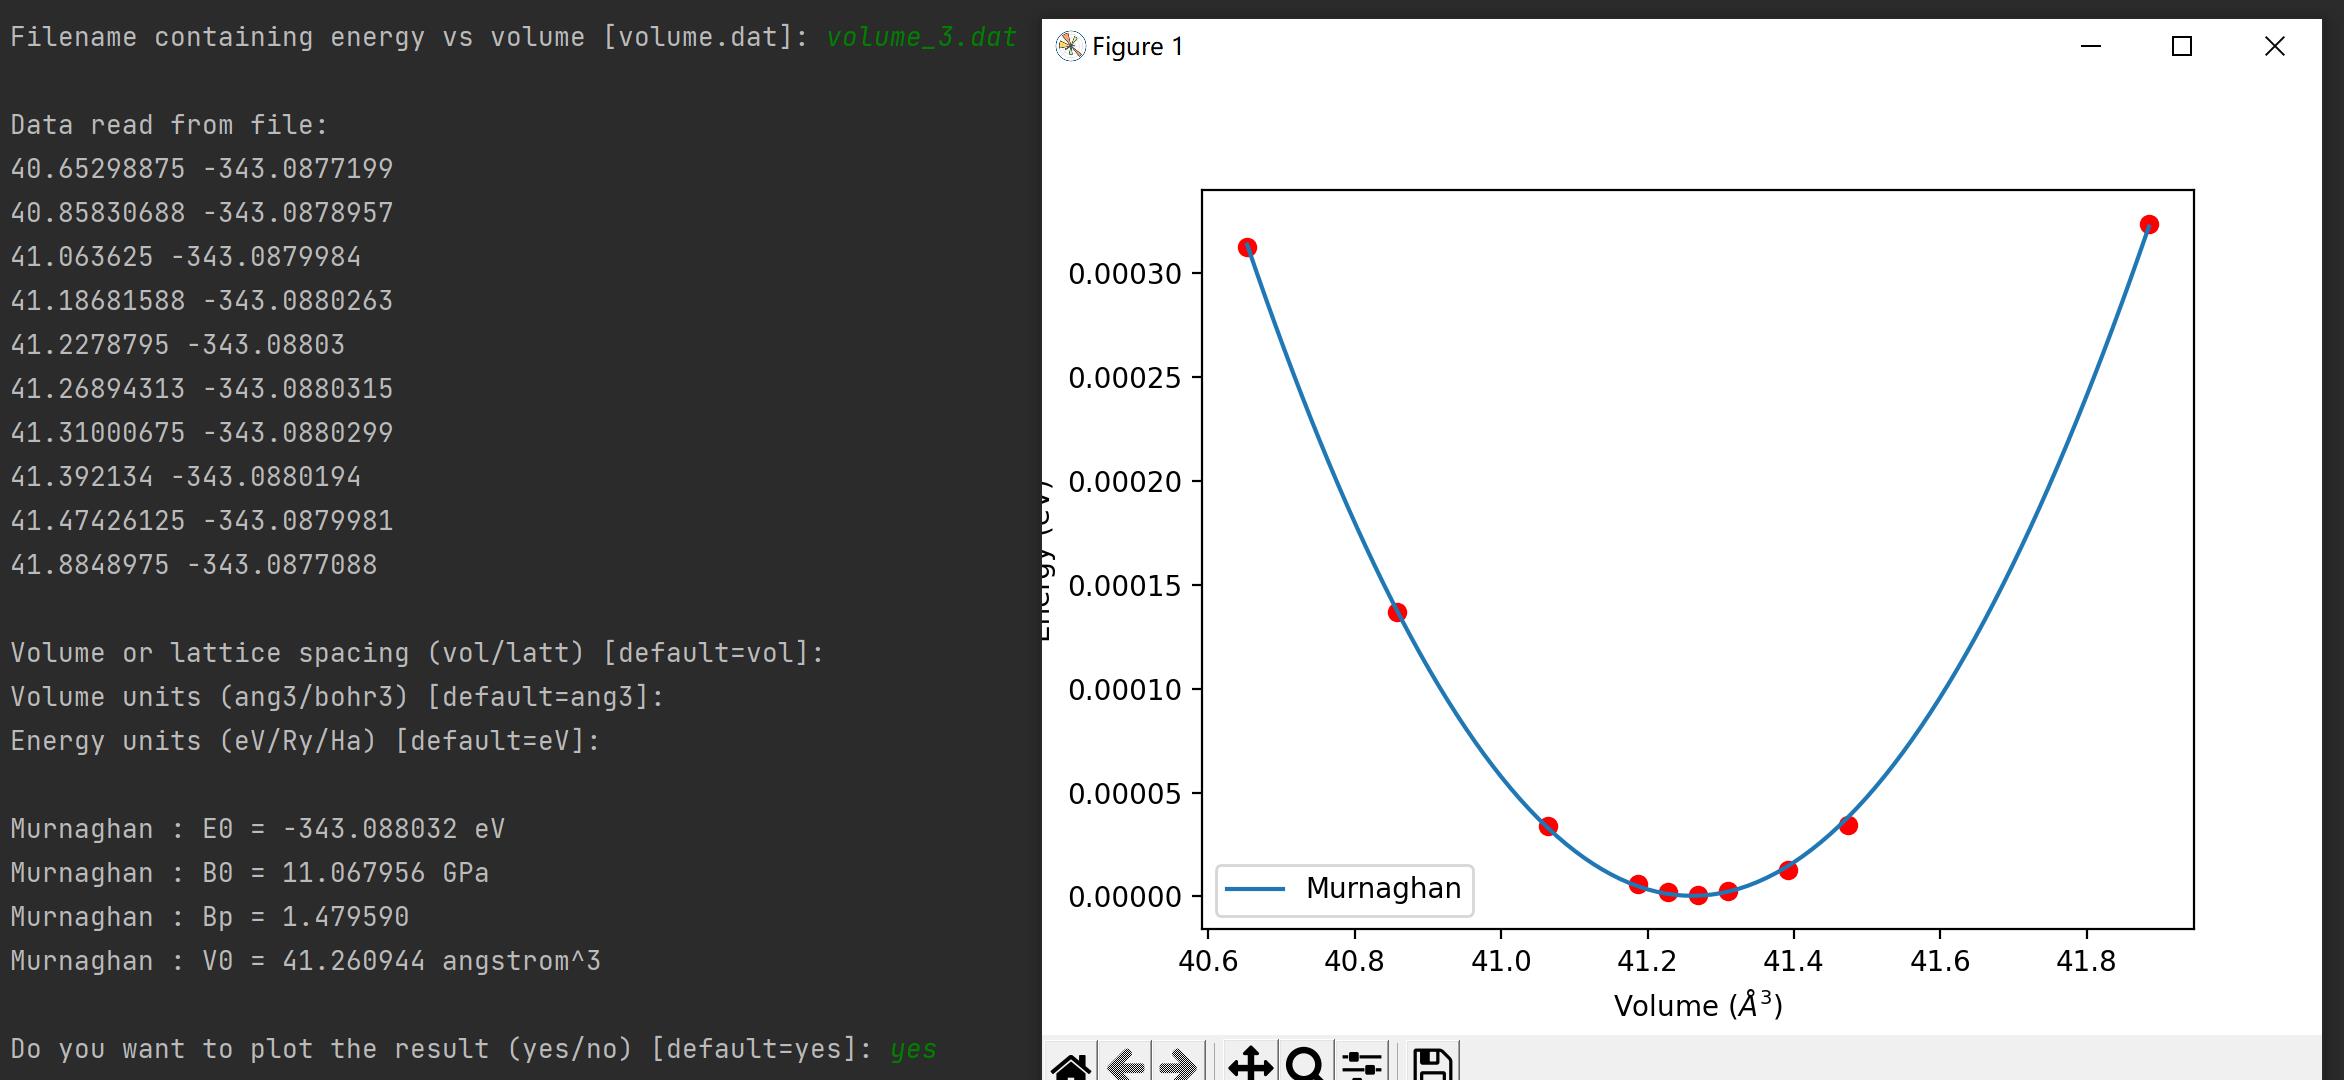 Filename containing energy vs volume [volume.dat]: volume_3.dat
Data read from file:
40.65298875 -343.0877199
40.85830688 -343.0878957
41.063625 -343.0879984
41.18681588 -343.0880263
41.2278795 -343.08803
41.26894313 -343.0880315
41.31000675 -343.0880299
41.392134 -343.0880194
41.47426125 -343.0879981
41.8848975 -343.0877088
Volume or lattice spacing (vol/latt) [default=vol]:
Volume units (ang3/bohr3) [default=ang3]:
Energy units (eV/Ry/Ha) [default=eV]:
Murnaghan : E0 = -343.088032 eV
Murnaghan : B0 = 11.067956 GPa
Murnaghan : Bp = 1.479590
Murnaghan : V0 = 41.260944 angstrom^3
Do you want to plot the result (yes/no) [default=yes]: yes
Figure 1
Energy (eV)
0.00030
0.00025
0.00020
0.00015
0.00010
0.00005
0.00000
Murnaghan
40.6 40.8 41.0 41.2 41.4 41.6 41.8
Volume (Å³)